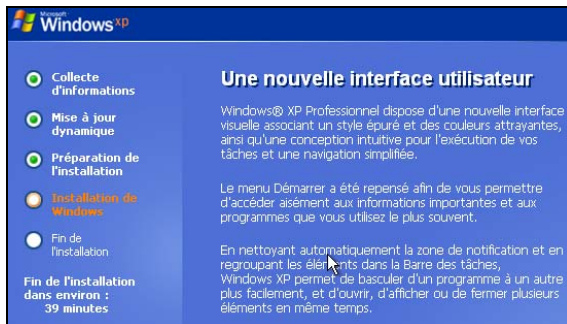 Microsoft
Windows xp
Collecte
d'informations
Mise à jour
dynamique
Préparation de
l'installation
Installation de
Windows
Fin de
l'installation
Fin de l'installation
dans environ :
39 minutes
Une nouvelle interface utilisateur
Windows® XP Professionnel dispose d'une nouvelle interface
visuelle associant un style épuré et des couleurs attrayantes,
ainsi qu'une conception intuitive pour l'exécution de vos
tâches et une navigation simplifiée.
Le menu Démarrer a été repensé afin de vous permettre
d'accéder aisément aux informations importantes et aux
programmes que vous utilisez le plus souvent.
En nettoyant automatiquement la zone de notification et en
regroupant les éléments dans la Barre des tâches,
Windows XP permet de basculer d'un programme à un autre
plus facilement, et d'ouvrir, d'afficher ou de fermer plusieurs
éléments en même temps.